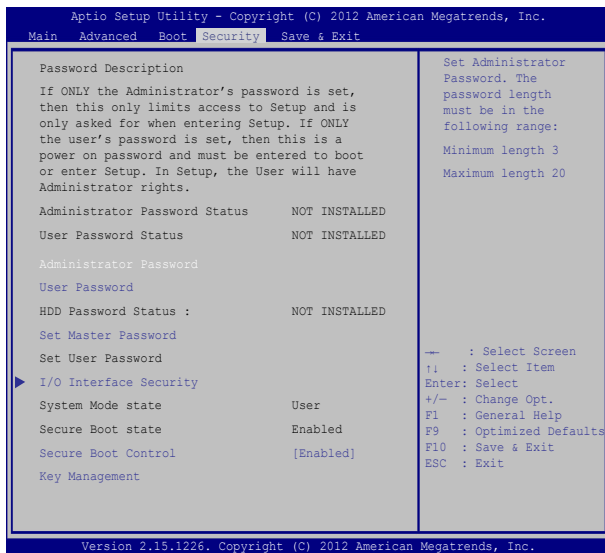 Aptio Setup Utility - Copyright (C) 2012 American Megatrends, Inc.
Main Advanced Boot Security Save & Exit
Password Description
If ONLY the Administrator's password is set,
then this only limits access to Setup and is
only asked for when entering Setup. If ONLY
the user's password is set, then this is a
power on password and must be entered to boot
or enter Setup. In Setup, the User will have
Administrator rights.
Administrator Password Status NOT INSTALLED
User Password Status NOT INSTALLED
Administrator Password
User Password
HDD Password Status : NOT INSTALLED
Set Master Password
Set User Password
I/O Interface Security
System Mode state User
Secure Boot state Enabled
Secure Boot Control [Enabled]
Key Management
Set Administrator
Password. The
password length
must be in the
following range:
Minimum length 3
Maximum length 20
→← : Select Screen
↑↓ : Select Item
Enter: Select
+/— : Change Opt.
F1 : General Help
F9 : Optimized Defaults
F10 : Save & Exit
ESC : Exit
Version 2.15.1226. Copyright (C) 2012 American Megatrends, Inc.